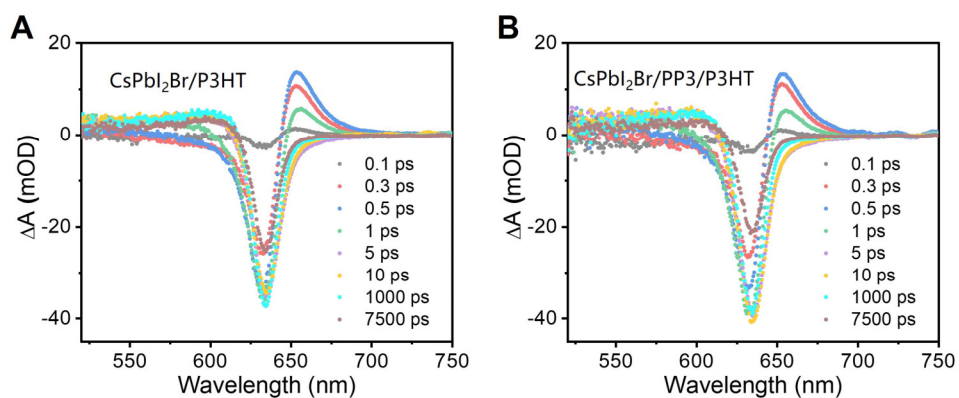 A
B
CsPbI₂Br/P3HT
CsPbI₂Br/PP3/P3HT
ΔA (mOD)
20
0
-20
-40
0.1 ps
0.3 ps
0.5 ps
1 ps
5 ps
10 ps
1000 ps
7500 ps
550
600
650
700
750
Wavelength (nm)
ΔA (mOD)
20
0
-20
-40
0.1 ps
0.3 ps
0.5 ps
1 ps
5 ps
10 ps
1000 ps
7500 ps
550
600
650
700
750
Wavelength (nm)